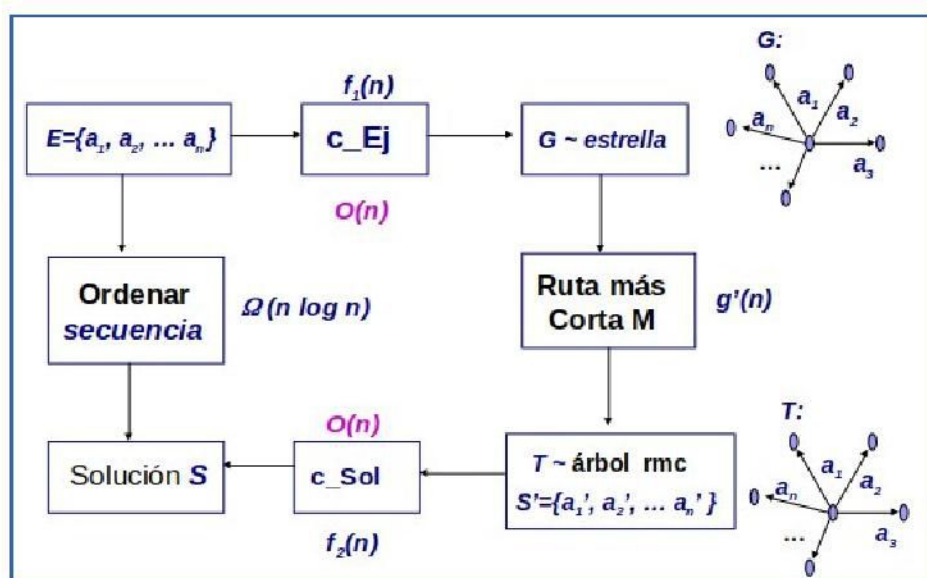 G:
f₁(n)
E={a₁, a₂, ... aₙ}
c_Ej
G ~ estrella
a₁
a₂
aₙ
a₃
...
O(n)
Ordenar
secuencia
Ω (n log n)
Ruta más
Corta M
g’(n)
T:
O(n)
Solución S
c_Sol
T ~ árbol rmc
S’={a₁’, a₂’, ... aₙ’ }
f₂(n)
a₁
a₂
aₙ
a₃
...